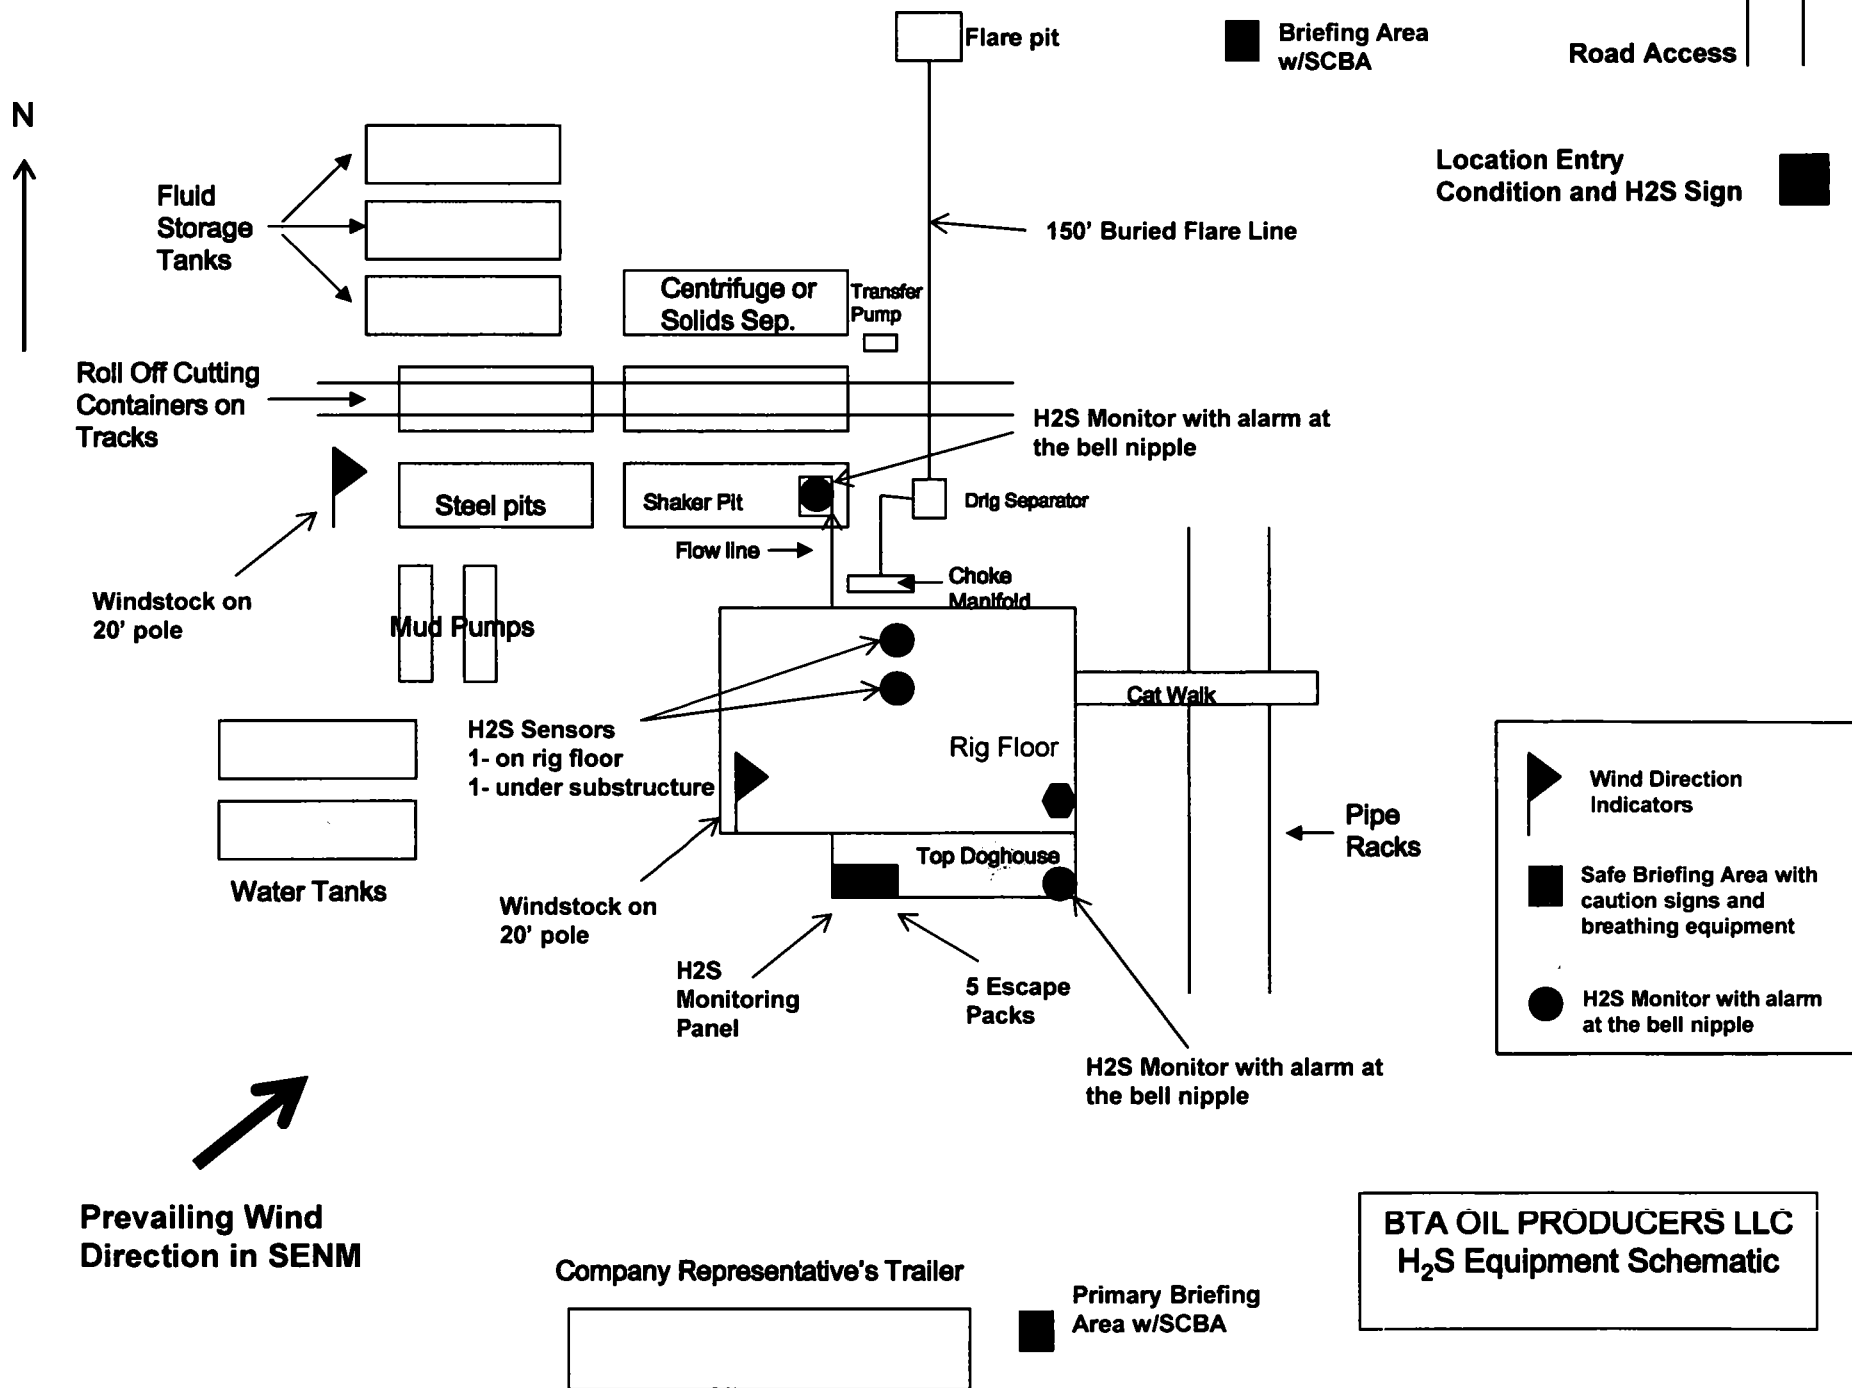 Flare pit
Briefing Area
w/SCBA
Road Access
N
Location Entry
Condition and H2S Sign
Fluid
Storage
Tanks
150' Buried Flare Line
Centrifuge or
Solids Sep.
Transfer
Pump
Roll Off Cutting
Containers on
Tracks
H2S Monitor with alarm at
the bell nipple
Steel pits
Shaker Pit
Drlg Separator
Flow line
Choke
Manifold
Windstock on
20' pole
Mud Pumps
Cat Walk
H2S Sensors
1- on rig floor
1- under substructure
Rig Floor
Wind Direction
Indicators
Pipe
Racks
Top Doghouse
Safe Briefing Area with
caution signs and
breathing equipment
Water Tanks
Windstock on
20' pole
H2S
Monitoring
Panel
5 Escape
Packs
H2S Monitor with alarm
at the bell nipple
H2S Monitor with alarm at
the bell nipple
Prevailing Wind
Direction in SENM
BTA OIL PRODUCERS LLC
H₂S Equipment Schematic
Company Representative's Trailer
Primary Briefing
Area w/SCBA